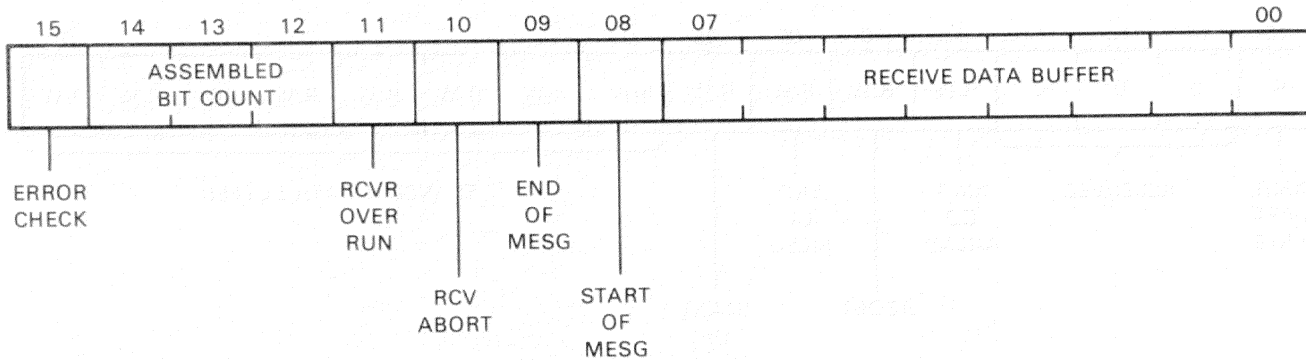 15 14 13 12 11 10 09 08 07 00
ASSEMBLED
BIT COUNT
RECEIVE DATA BUFFER
ERROR
CHECK
RCVR
OVER
RUN
END
OF
MESG
RCV
ABORT
START
OF
MESG